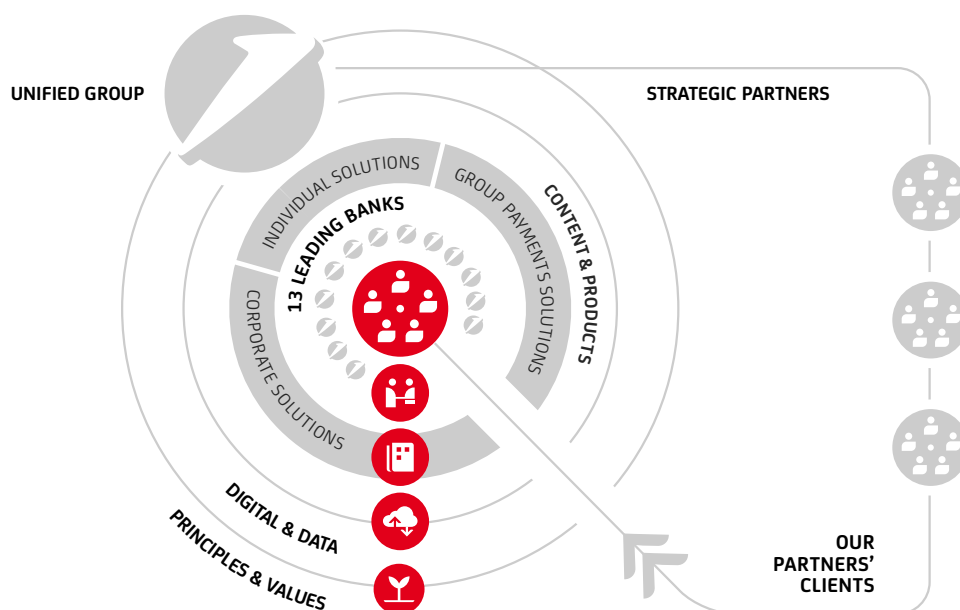 UNIFIED GROUP
STRATEGIC PARTNERS
INDIVIDUAL SOLUTIONS
GROUP PAYMENTS SOLUTIONS
CONTENT & PRODUCTS
13 LEADING BANKS
CORPORATE SOLUTIONS
DIGITAL & DATA
PRINCIPLES & VALUES
OUR
PARTNERS'
CLIENTS